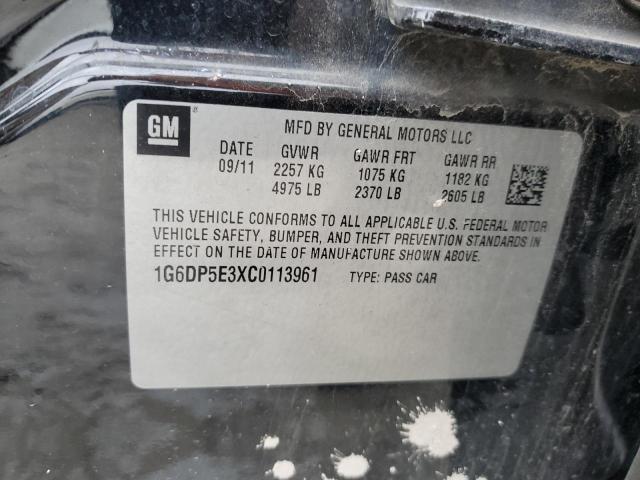 GM ®
MFD BY GENERAL MOTORS LLC
DATE GVWR GAWR FRT GAWR RR
09/11 2257 KG 1075 KG 1182 KG
4975 LB 2370 LB 2605 LB
THIS VEHICLE CONFORMS TO ALL APPLICABLE U.S. FEDERAL MOTOR
VEHICLE SAFETY, BUMPER, AND THEFT PREVENTION STANDARDS IN
EFFECT ON THE DATE OF MANUFACTURE SHOWN ABOVE.
1G6DP5E3XC0113961 TYPE: PASS CAR